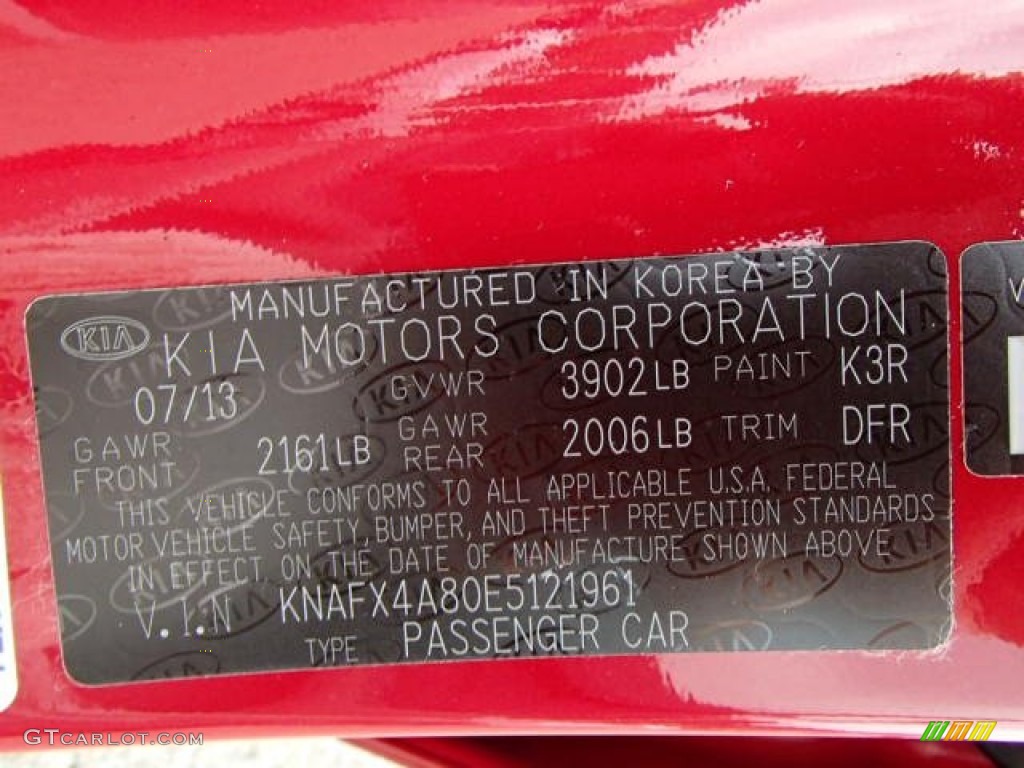 MANUFACTURED IN KOREA BY
KIA KIA MOTORS CORPORATION
07/13 GVWR 3902LB PAINT K3R
GAWR FRONT 2161LB GAWR REAR 2006LB TRIM DFR
THIS VEHICLE CONFORMS TO ALL APPLICABLE U.S.A. FEDERAL
MOTOR VEHICLE SAFETY, BUMPER, AND THEFT PREVENTION STANDARDS
IN EFFECT ON THE DATE OF MANUFACTURE SHOWN ABOVE
V.I.N KNAFX4A80E5121961
TYPE PASSENGER CAR
GTCARLOT.COM